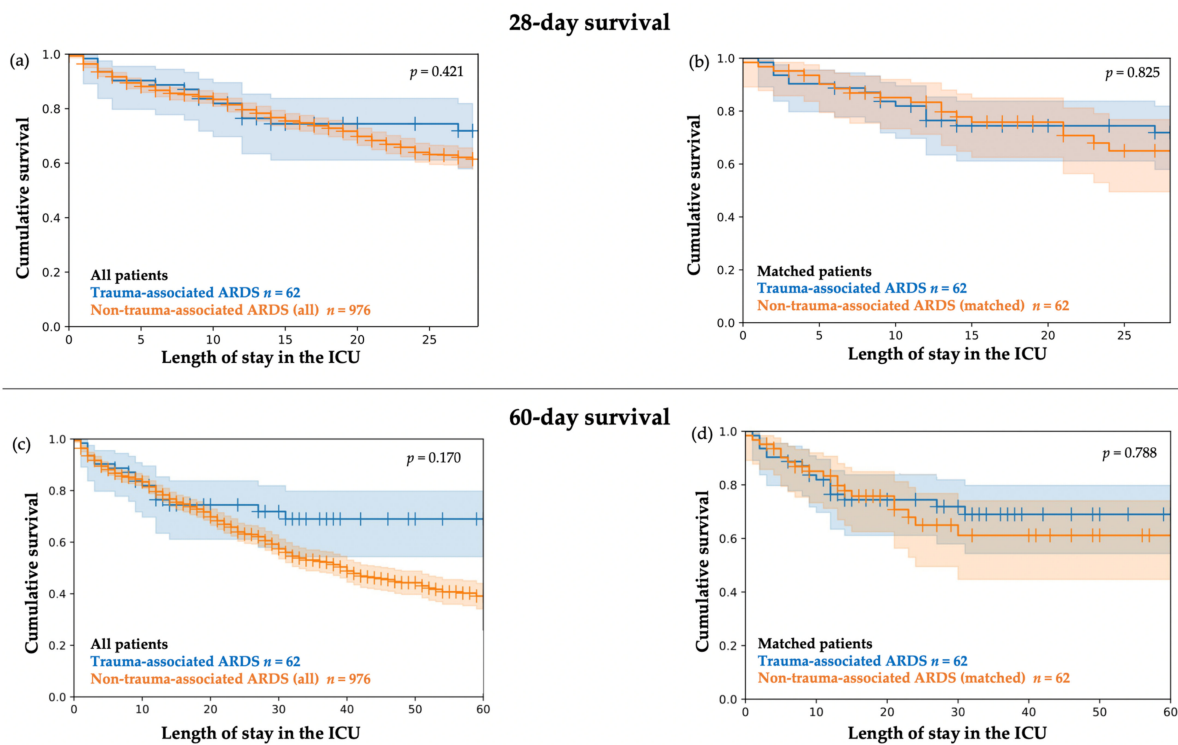 28-day survival
(a)
1.0
0.8
0.6
0.4
0.2
0.0
Cumulative survival
p = 0.421
All patients
Trauma-associated ARDS n = 62
Non-trauma-associated ARDS (all) n = 976
0 5 10 15 20 25
Length of stay in the ICU
(b)
1.0
0.8
0.6
0.4
0.2
0.0
Cumulative survival
p = 0.825
Matched patients
Trauma-associated ARDS n = 62
Non-trauma-associated ARDS (matched) n = 62
0 5 10 15 20 25
Length of stay in the ICU
60-day survival
(c)
1.0
0.8
0.6
0.4
0.2
0.0
Cumulative survival
p = 0.170
All patients
Trauma-associated ARDS n = 62
Non-trauma-associated ARDS (all) n = 976
0 10 20 30 40 50 60
Length of stay in the ICU
(d)
1.0
0.8
0.6
0.4
0.2
0.0
Cumulative survival
p = 0.788
Matched patients
Trauma-associated ARDS n = 62
Non-trauma-associated ARDS (matched) n = 62
0 10 20 30 40 50 60
Length of stay in the ICU